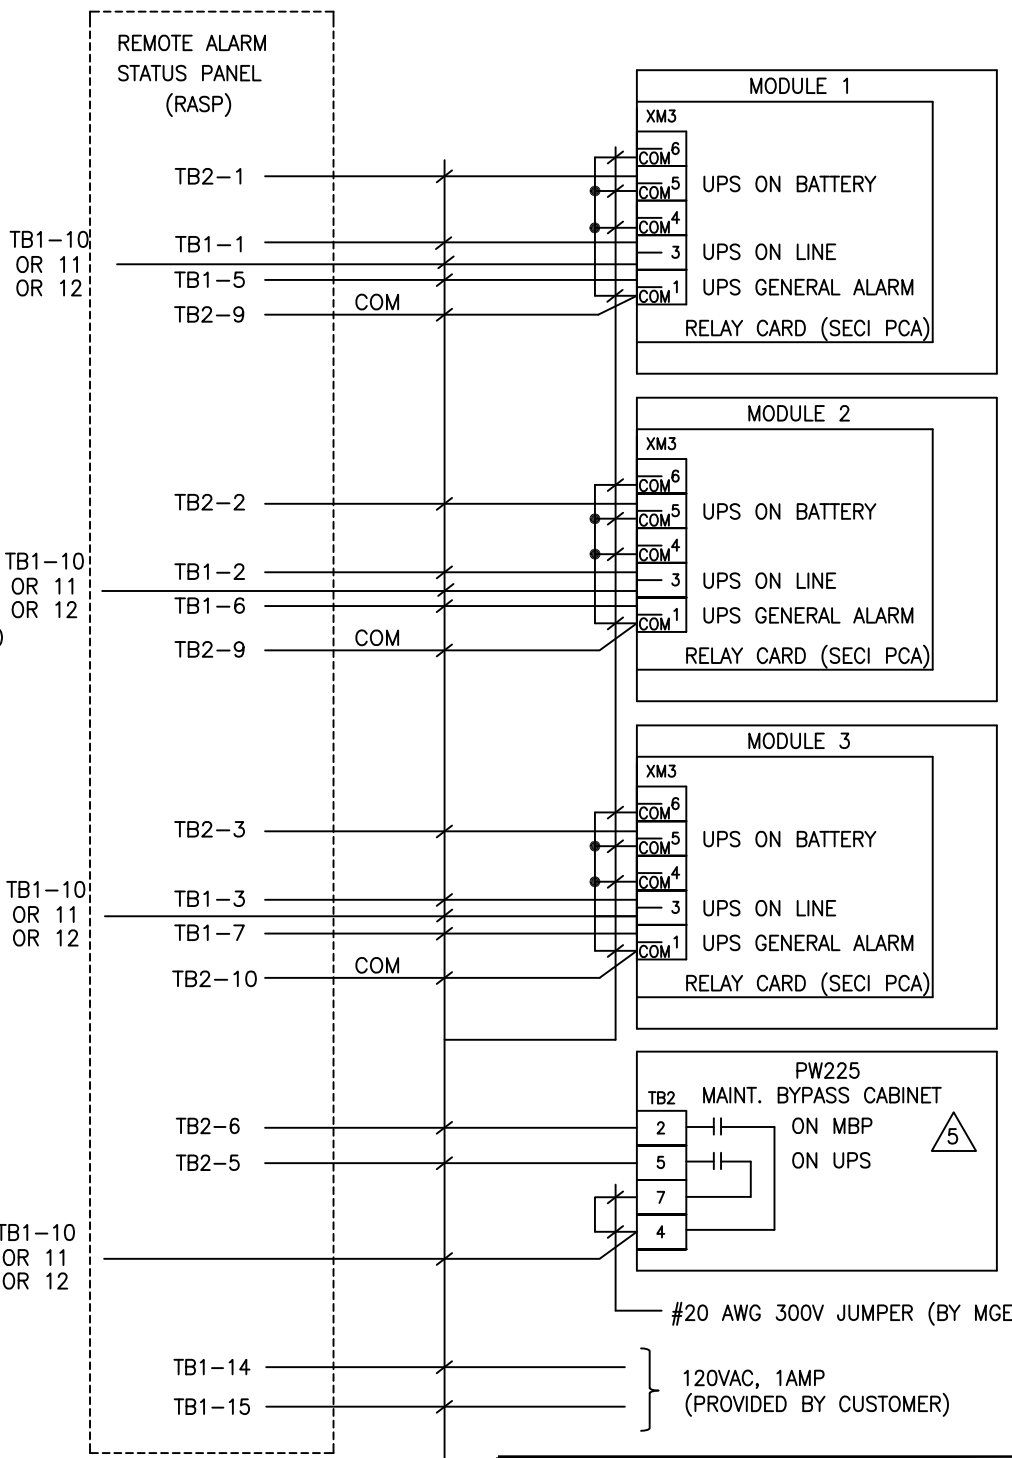 REMOTE ALARM
STATUS PANEL
(RASP)
MODULE 1
XM3
COM 6
TB2-1
COM 5 UPS ON BATTERY
COM 4
TB1-10
OR 11
OR 12
TB1-1
3 UPS ON LINE
TB1-5
COM 1 UPS GENERAL ALARM
TB2-9 COM
RELAY CARD (SECI PCA)
MODULE 2
XM3
COM 6
TB2-2
COM 5 UPS ON BATTERY
COM 4
TB1-10
OR 11
OR 12
)
TB1-2
3 UPS ON LINE
TB1-6
COM 1 UPS GENERAL ALARM
TB2-9 COM
RELAY CARD (SECI PCA)
MODULE 3
XM3
COM 6
TB2-3
COM 5 UPS ON BATTERY
COM 4
TB1-10
OR 11
OR 12
TB1-3
3 UPS ON LINE
TB1-7
COM 1 UPS GENERAL ALARM
TB2-10 COM
RELAY CARD (SECI PCA)
PW225
MAINT. BYPASS CABINET
TB2
TB2-6
2 ON MBP
5
TB2-5
5 ON UPS
7
4
TB1-10
OR 11
OR 12
#20 AWG 300V JUMPER (BY MGE
TB1-14
TB1-15
120VAC, 1AMP
(PROVIDED BY CUSTOMER)